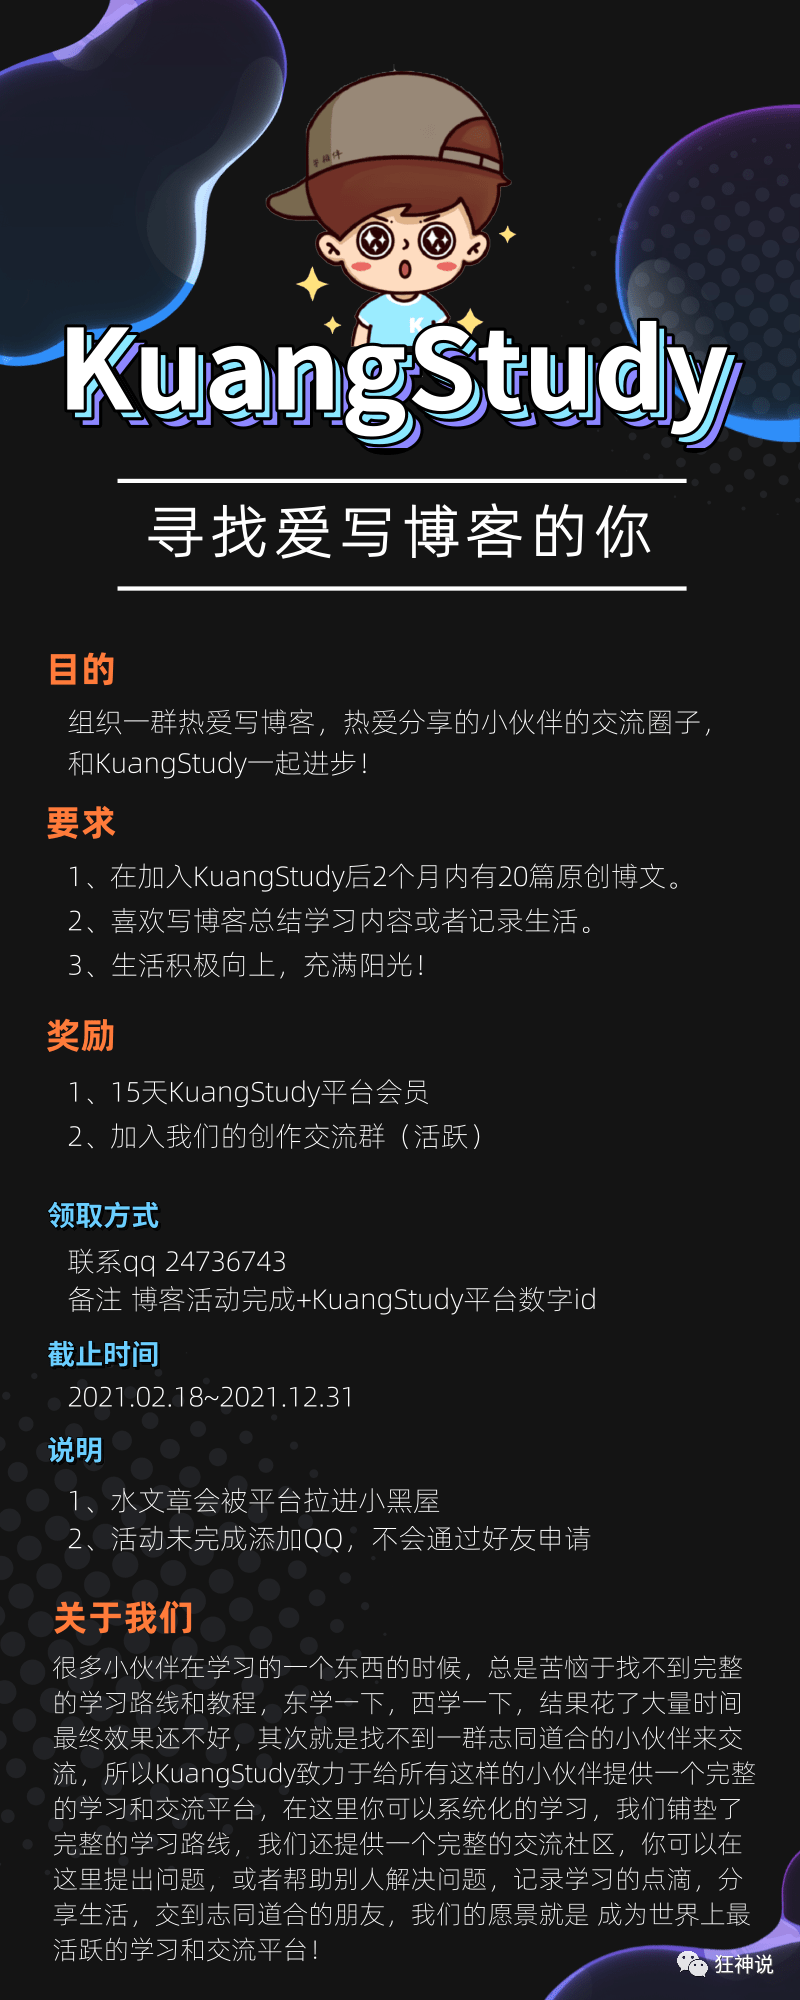 KuangStudy
寻找爱写博客的你
目的
组织一群热爱写博客，热爱分享的小伙伴的交流圈子，
和KuangStudy一起进步！
要求
1、在加入KuangStudy后2个月内有20篇原创博文。
2、喜欢写博客总结学习内容或者记录生活。
3、生活积极向上，充满阳光！
奖励
1、15天KuangStudy平台会员
2、加入我们的创作交流群（活跃）
领取方式
联系qq 24736743
备注 博客活动完成+KuangStudy平台数字id
截止时间
2021.02.18~2021.12.31
说明
1、水文章会被平台拉进小黑屋
2、活动未完成添加QQ，不会通过好友申请
关于我们
很多小伙伴在学习的一个东西的时候，总是苦恼于找不到完整
的学习路线和教程，东学一下，西学一下，结果花了大量时间
最终效果还不好，其次就是找不到一群志同道合的小伙伴来交
流，所以KuangStudy致力于给所有这样的小伙伴提供一个完整
的学习和交流平台，在这里你可以系统化的学习，我们铺垫了
完整的学习路线，我们还提供一个完整的交流社区，你可以在
这里提出问题，或者帮助别人解决问题，记录学习的点滴，分
享生活，交到志同道合的朋友，我们的愿景就是 成为世界上最
活跃的学习和交流平台！
狂神说